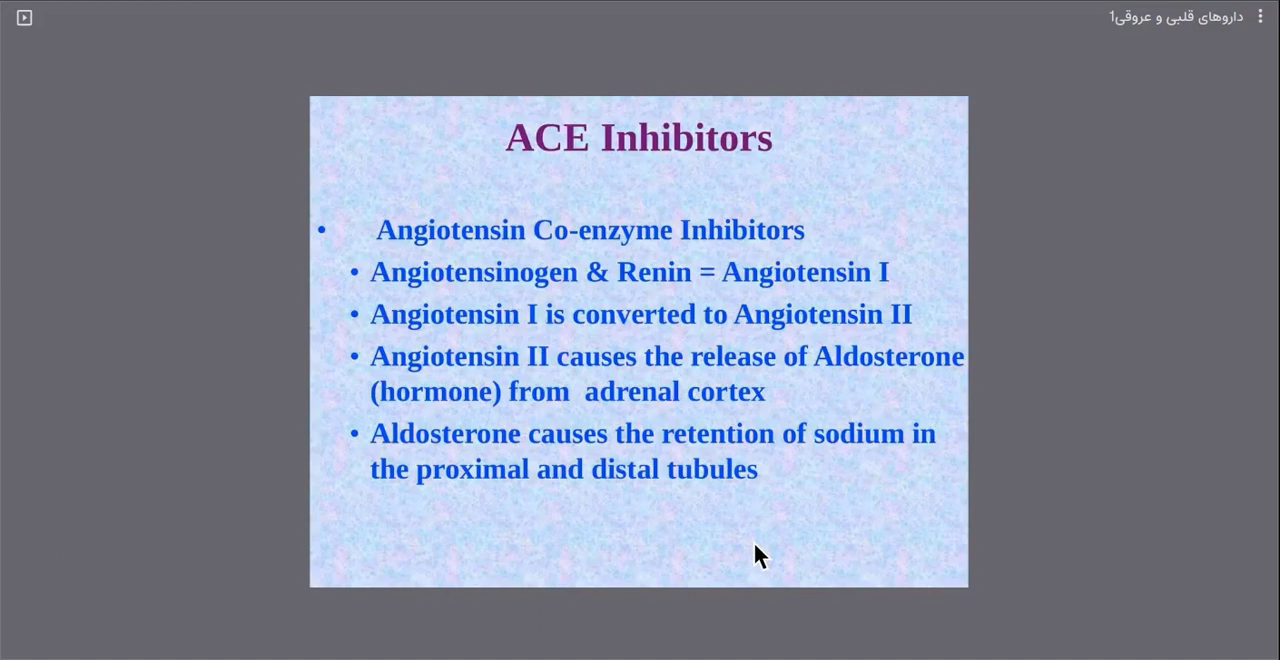 داروهای قلبی و عروقی1
ACE Inhibitors
• Angiotensin Co-enzyme Inhibitors
• Angiotensinogen & Renin = Angiotensin I
• Angiotensin I is converted to Angiotensin II
• Angiotensin II causes the release of Aldosterone
(hormone) from adrenal cortex
• Aldosterone causes the retention of sodium in
the proximal and distal tubules